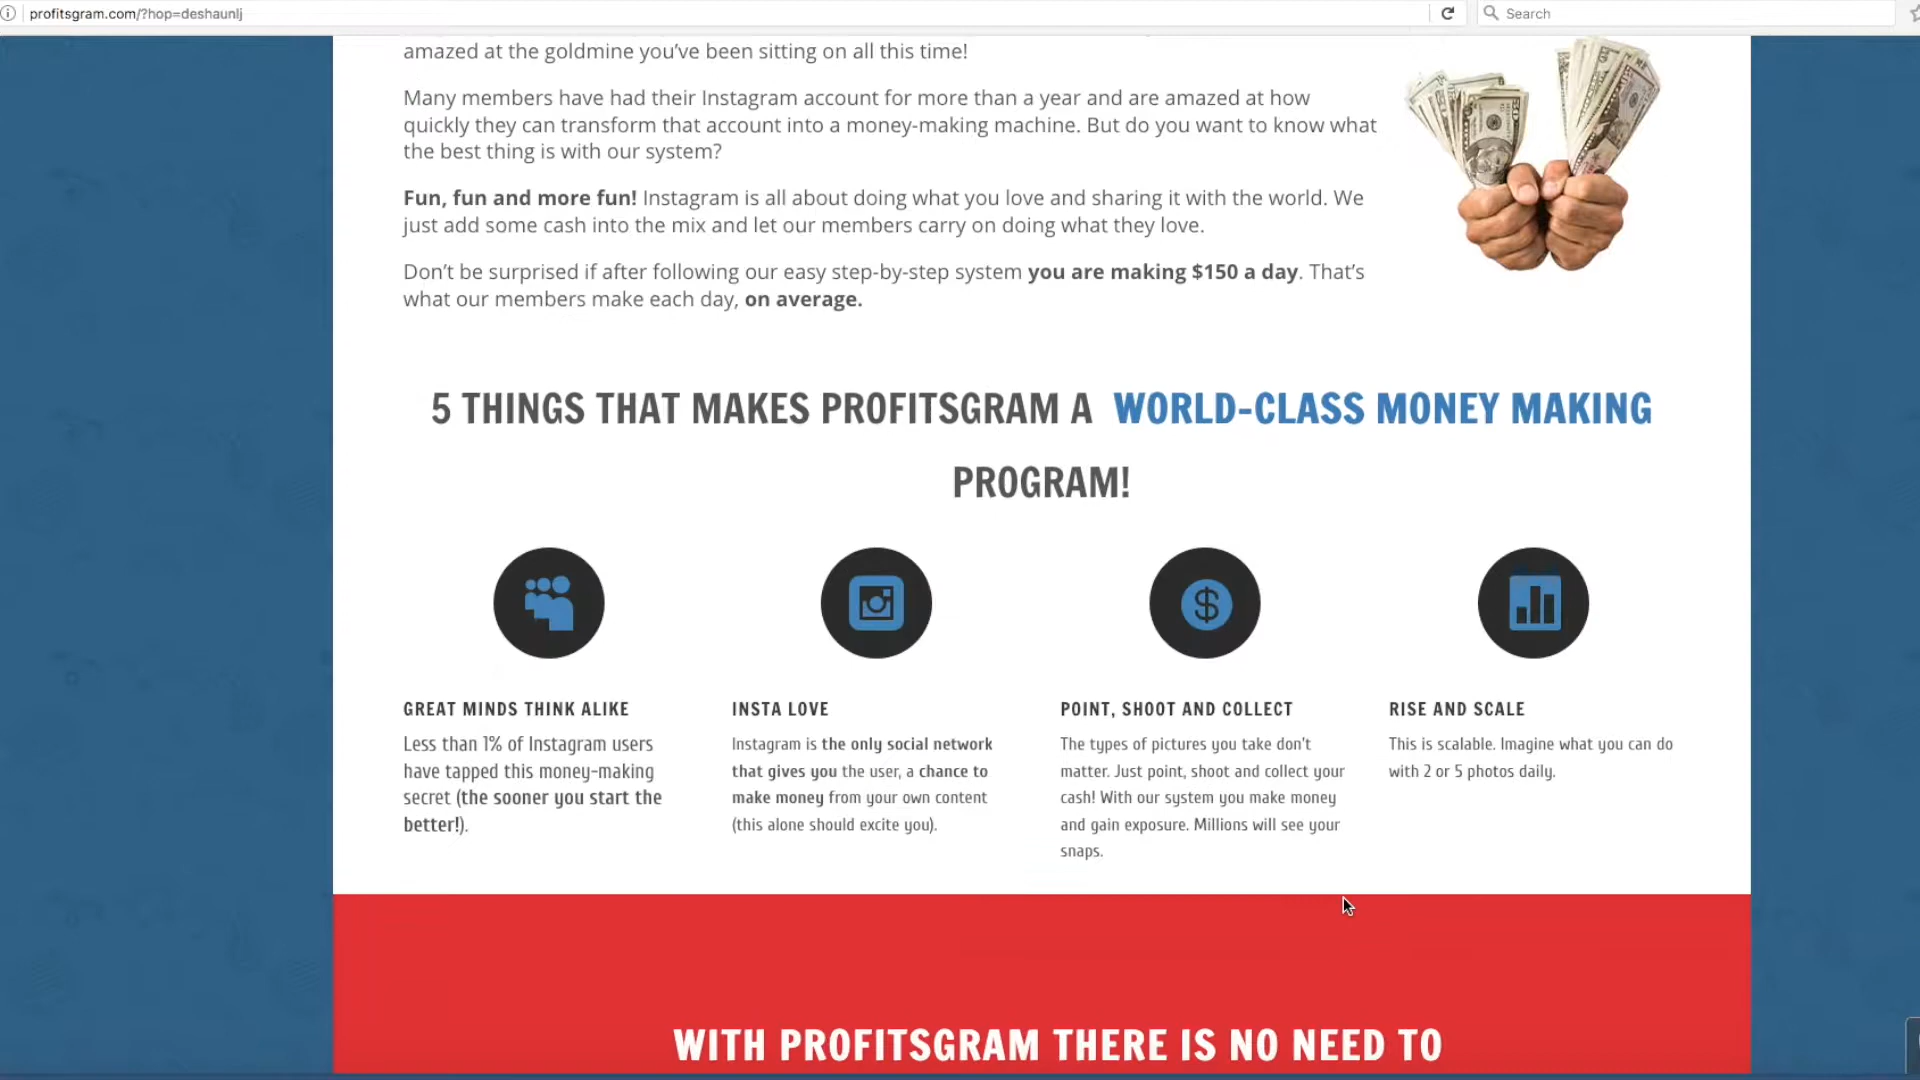 profitsgram.com/?hop=deshaunlj
Search
amazed at the goldmine you've been sitting on all this time!
Many members have had their Instagram account for more than a year and are amazed at how
quickly they can transform that account into a money-making machine. But do you want to know what
the best thing is with our system?
Fun, fun and more fun! Instagram is all about doing what you love and sharing it with the world. We
just add some cash into the mix and let our members carry on doing what they love.
Don't be surprised if after following our easy step-by-step system you are making $150 a day. That's
what our members make each day, on average.
5 THINGS THAT MAKES PROFITSGRAM A WORLD-CLASS MONEY MAKING
PROGRAM!
GREAT MINDS THINK ALIKE
Less than 1% of Instagram users
have tapped this money-making
secret (the sooner you start the
better!).
INSTA LOVE
Instagram is the only social network
that gives you the user, a chance to
make money from your own content
(this alone should excite you).
POINT, SHOOT AND COLLECT
The types of pictures you take don't
matter. Just point, shoot and collect your
cash! With our system you make money
and gain exposure. Millions will see your
snaps.
RISE AND SCALE
This is scalable. Imagine what you can do
with 2 or 5 photos daily.
WITH PROFITSGRAM THERE IS NO NEED TO